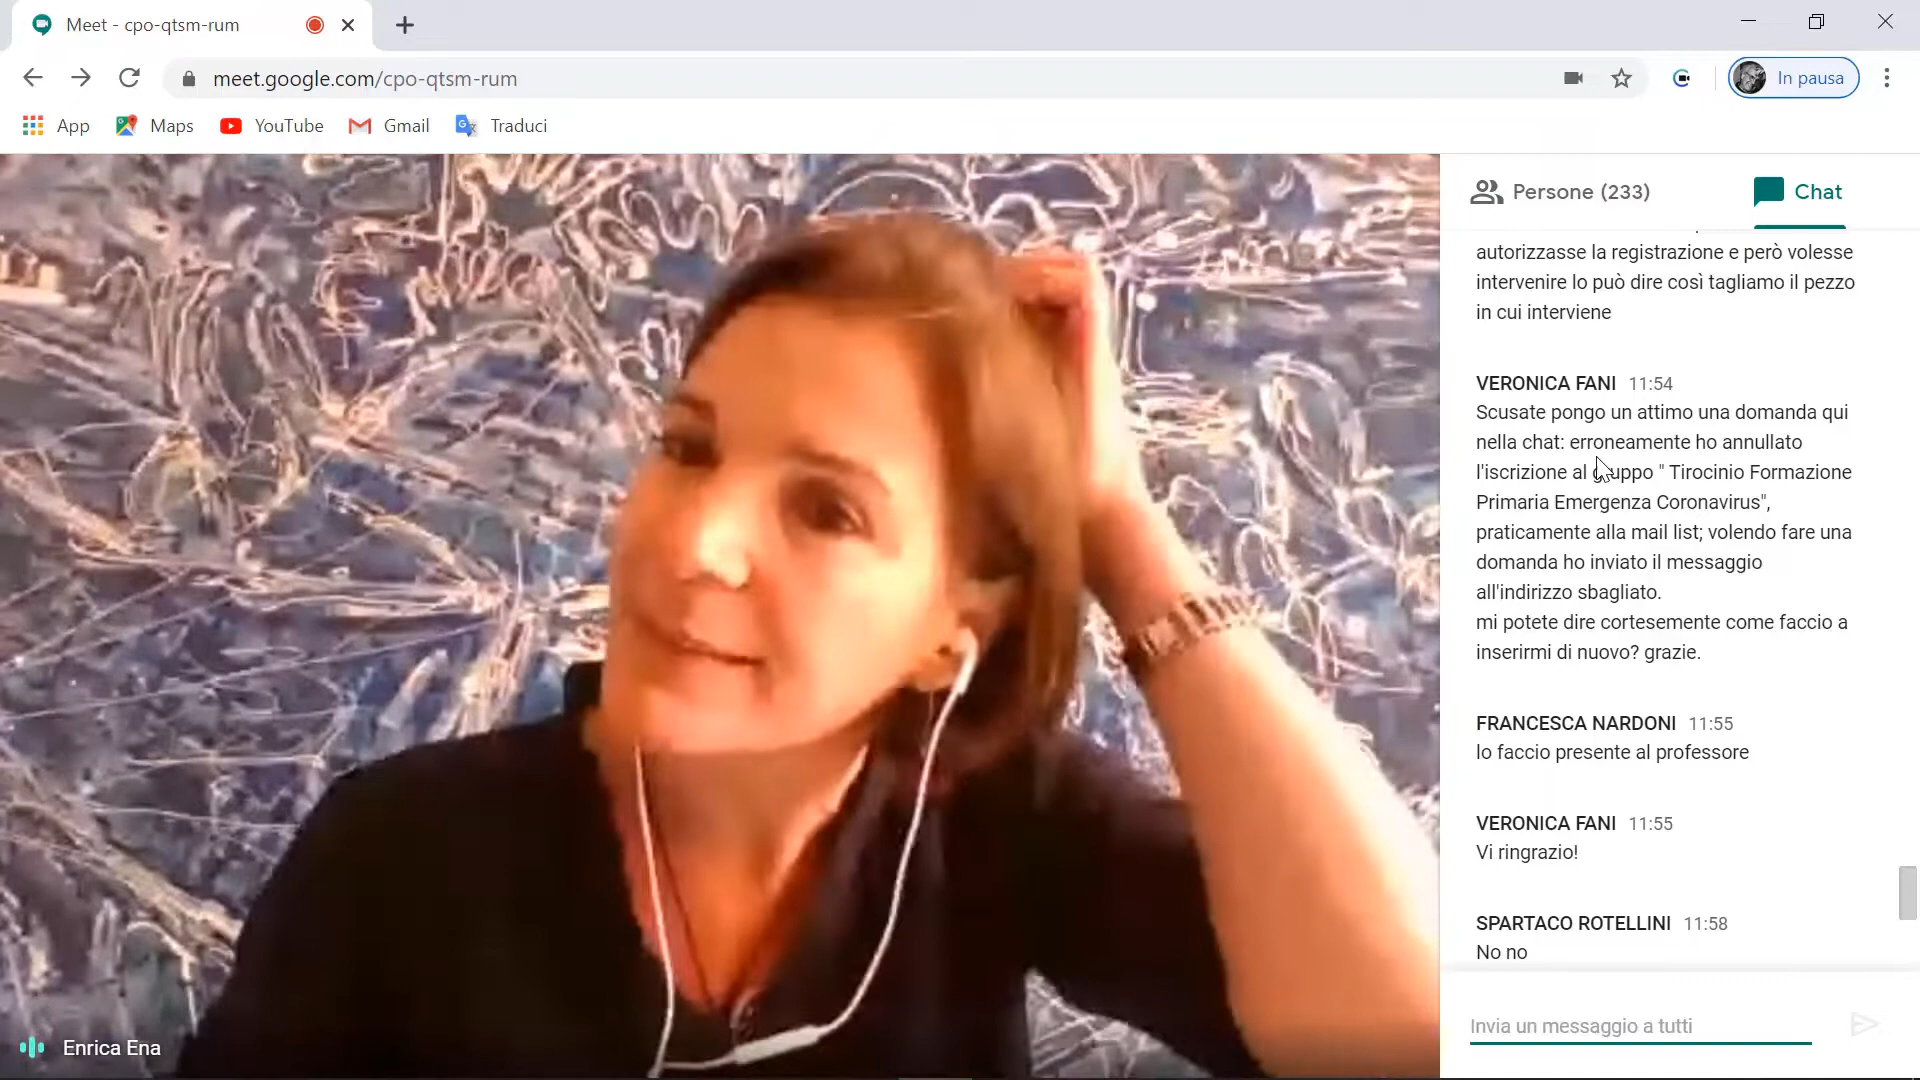 Meet - cpo-qtsm-rum
meet.google.com/cpo-qtsm-rum
In pausa
App
Maps
YouTube
Gmail
Traduci
Persone (233)
Chat
autorizzasse la registrazione e però volesse
intervenire lo può dire così tagliamo il pezzo
in cui interviene
VERONICA FANI 11:54
Scusate pongo un attimo una domanda qui
nella chat: erroneamente ho annullato
l'iscrizione al gruppo " Tirocinio Formazione
Primaria Emergenza Coronavirus",
praticamente alla mail list; volendo fare una
domanda ho inviato il messaggio
all'indirizzo sbagliato.
mi potete dire cortesemente come faccio a
inserirmi di nuovo? grazie.
FRANCESCA NARDONI 11:55
lo faccio presente al professore
VERONICA FANI 11:55
Vi ringrazio!
SPARTACO ROTELLINI 11:58
No no
Invia un messaggio a tutti
Enrica Ena